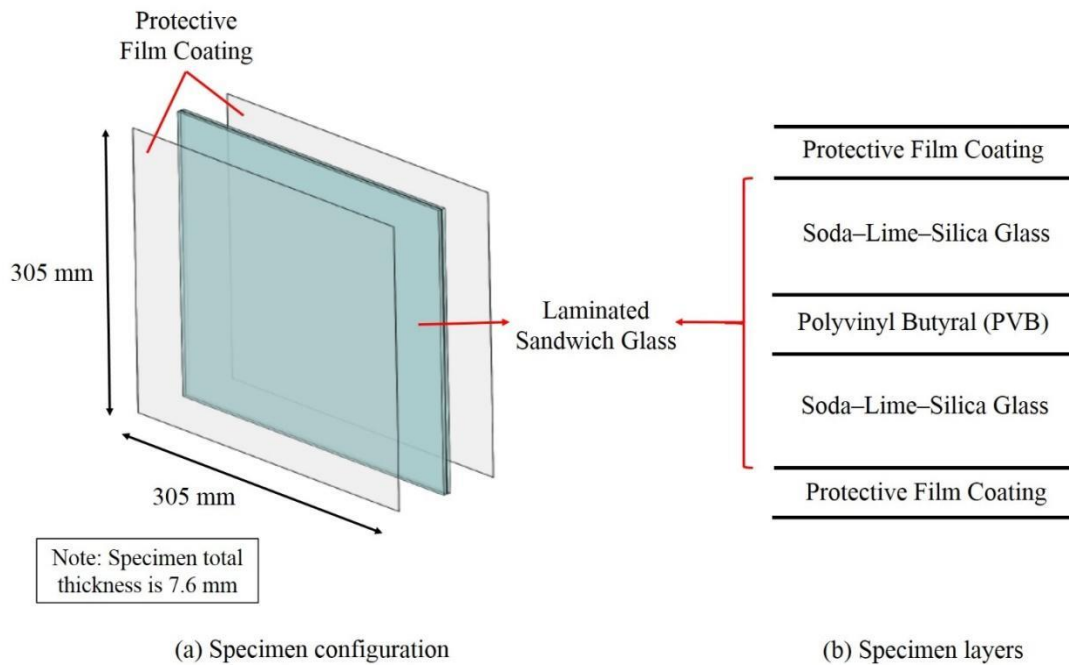 Protective
Film Coating
305 mm
305 mm
Laminated
Sandwich Glass
Note: Specimen total
thickness is 7.6 mm
(a) Specimen configuration
Protective Film Coating
Soda–Lime–Silica Glass
Polyvinyl Butyral (PVB)
Soda–Lime–Silica Glass
Protective Film Coating
(b) Specimen layers